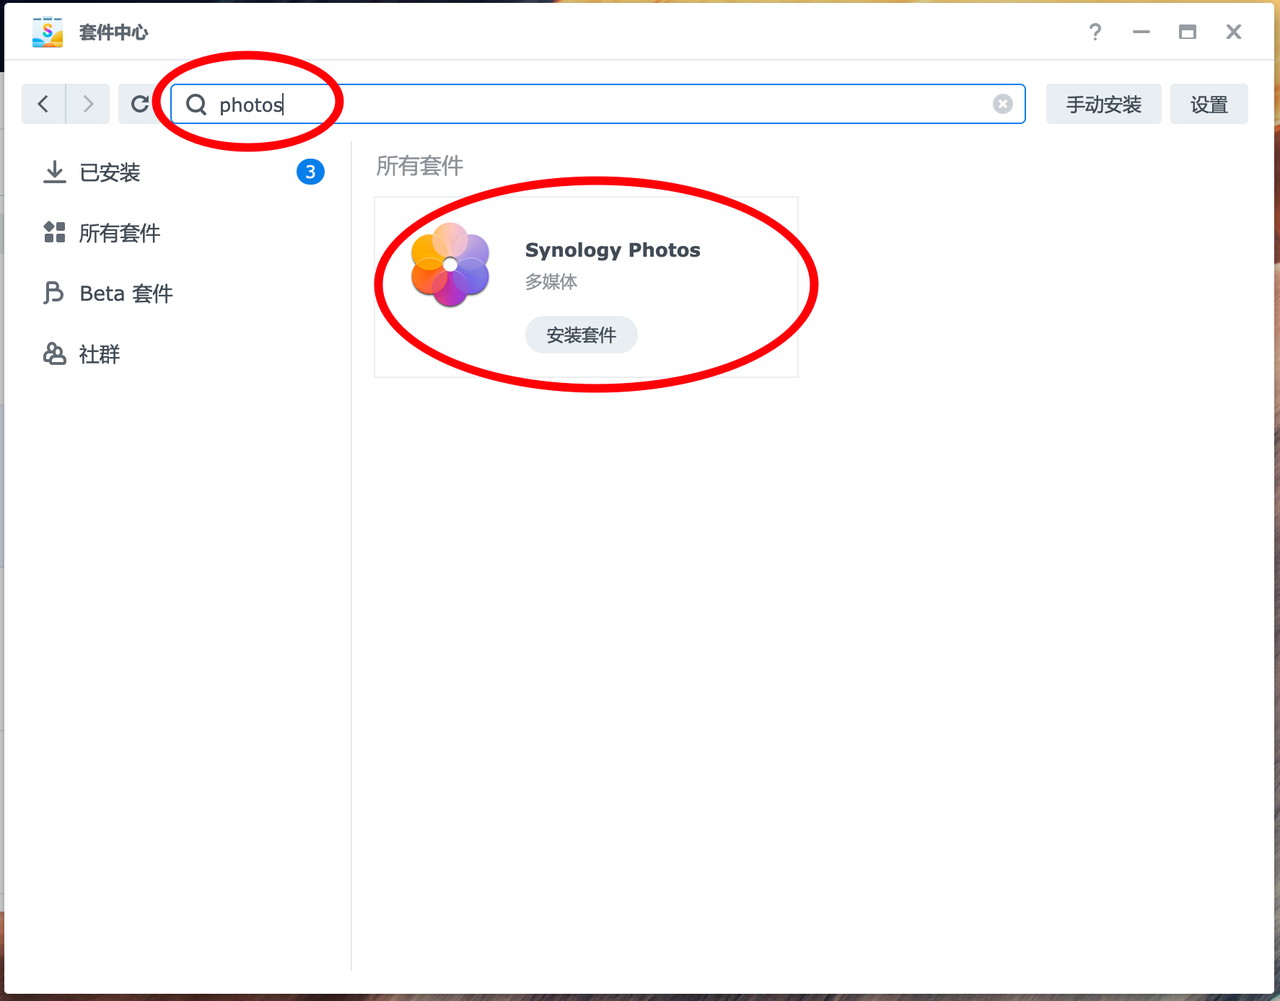 套件中心
photos
手动安装
设置
已安装
3
所有套件
Beta 套件
社群
所有套件
Synology Photos
多媒体
安装套件